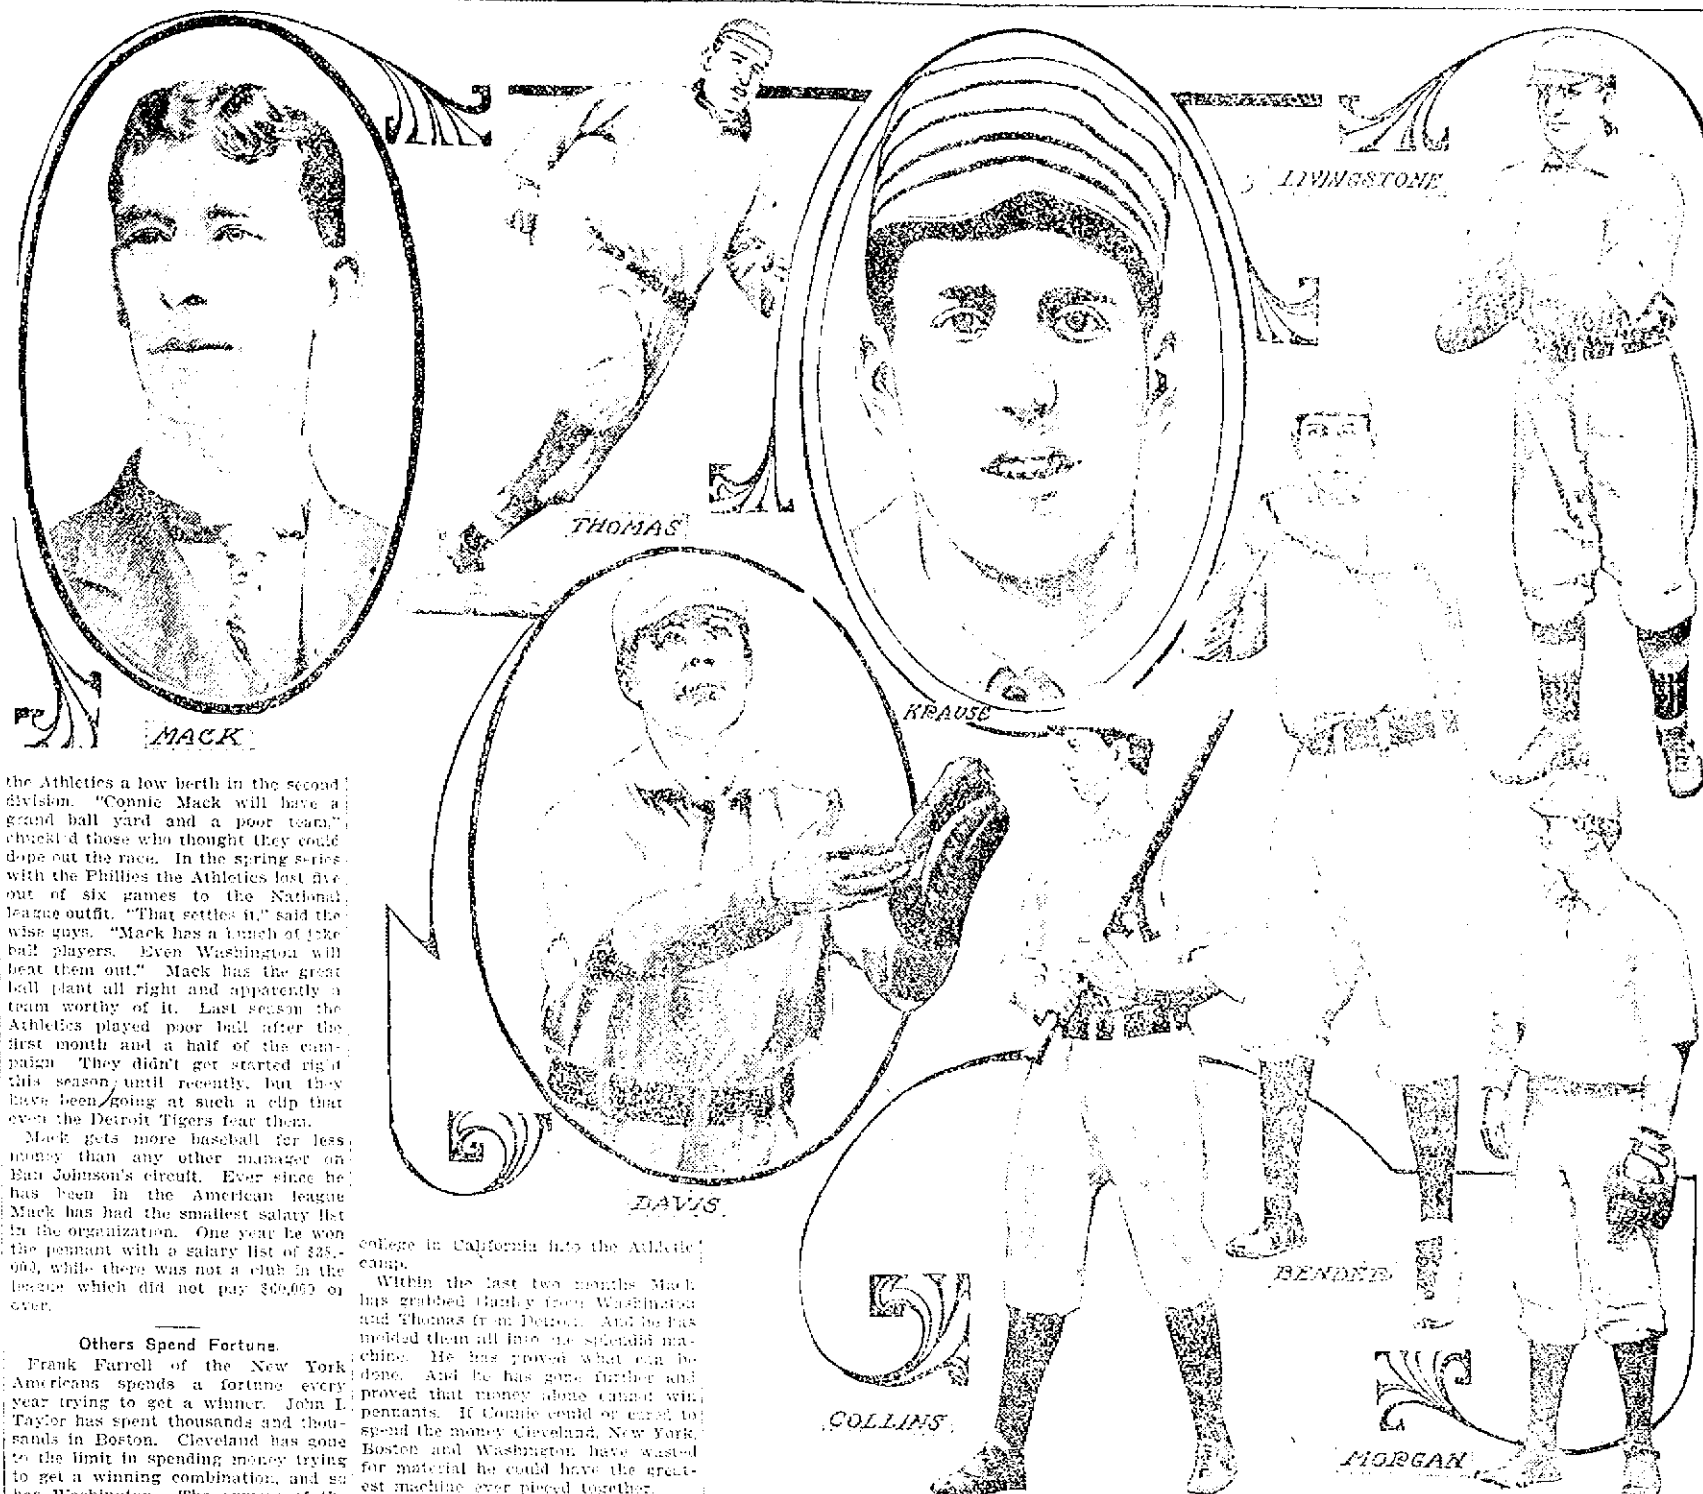 LIVINGSTONE
THOMAS
KRAUSE
MACK
DAVIS
BENDER
COLLINS
MORGAN
the Athletics a low berth in the second
division. "Connie Mack will have a
grand ball yard and a poor team,"
chuckl'd those who thought they could
dope out the race. In the spring series
with the Phillies the Athletics lost five
out of six games to the National
league outfit. "That settles it," said the
wise guys. "Mack has a bunch of joke
ball players. Even Washington will
beat them out." Mack has the great
ball plant all right and apparently a
team worthy of it. Last season the
Athletics played poor ball after the
first month and a half of the cam-
paign They didn't get started right
this season until recently, but they
have been going at such a clip that
even the Detroit Tigers fear them.
Mack gets more baseball for less
money than any other manager on
Ban Johnson's circuit. Ever since he
has been in the American league
Mack has had the smallest salary list
in the organization. One year he won
the pennant with a salary list of
while there was not a club in the
league which did not pay or
over.
Others Spend Fortune.
Frank Farrell of the New York
Americans spends a fortune every
year trying to get a winner. John I.
Taylor has spent thousands and thou-
sands in Boston. Cleveland has gone
to the limit in spending money trying
to get a winning combination, and so
has Washington. The
college in California into the Athletic
camp.
Within the last two months Mack
has grabbed from Washington
and Thomas from Detroit. And he has
molded them all into one splendid ma-
chine. He has proved what can be
done. And he has gone further and
proved that money alone cannot win
pennants. If Connie could or cared to
spend the money Cleveland, New York,
Boston and Washington have wasted
for material he could have the great-
est machine ever pieced together.